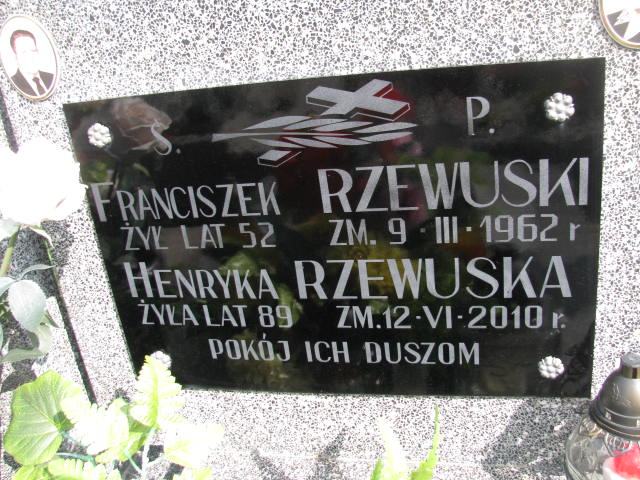 Ś. P.
FRANCISZEK RZEWUSKI
ŻYŁ LAT 52 ZM. 9·III·1962 r
HENRYKA RZEWUSKA
ŻYŁA LAT 89 ZM. 12·VI·2010 r.
POKÓJ ICH DUSZOM